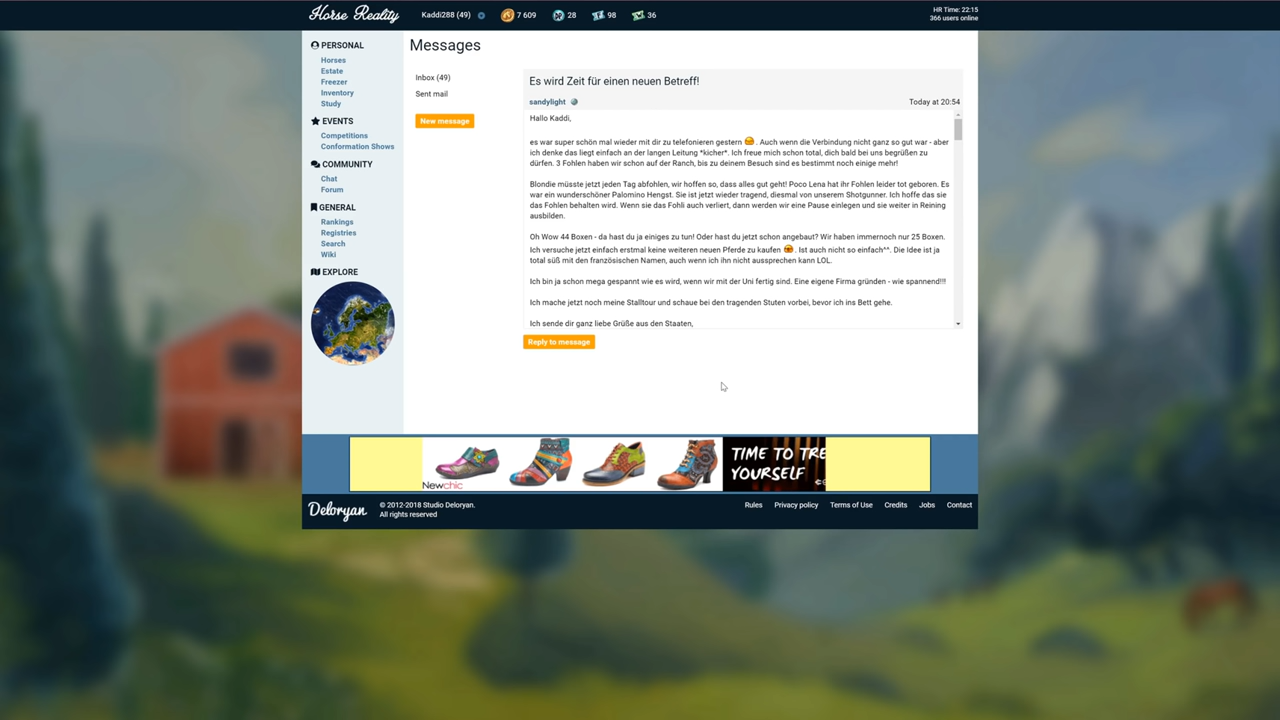 Horse Reality
Kaddi288 (49)
7 609
28
98
36
HR Time: 22:15
366 users online
PERSONAL
Horses
Estate
Freezer
Inventory
Study
EVENTS
Competitions
Conformation Shows
COMMUNITY
Chat
Forum
GENERAL
Rankings
Registries
Search
Wiki
EXPLORE
Messages
Inbox (49)
Sent mail
New message
Es wird Zeit für einen neuen Betreff!
sandylight
Today at 20:54
Hallo Kaddi,
es war super schön mal wieder mit dir zu telefonieren gestern . Auch wenn die Verbindung nicht ganz so gut war - aber
ich denke das liegt einfach an der langen Leitung *kicher*. Ich freue mich schon total, dich bald bei uns begrüßen zu
dürfen. 3 Fohlen haben wir schon auf der Ranch, bis zu deinem Besuch sind es bestimmt noch einige mehr!
Blondie müsste jetzt jeden Tag abfohlen, wir hoffen so, dass alles gut geht! Poco Lena hat ihr Fohlen leider tot geboren. Es
war ein wunderschöner Palomino Hengst. Sie ist jetzt wieder tragend, diesmal von unserem Shotgunner. Ich hoffe das sie
das Fohlen behalten wird. Wenn sie das Fohli auch verliert, dann werden wir eine Pause einlegen und sie weiter in Reining
ausbilden.
Oh Wow 44 Boxen - da hast du ja einiges zu tun! Oder hast du jetzt schon angebaut? Wir haben immernoch nur 25 Boxen.
Ich versuche jetzt einfach erstmal keine weiteren neuen Pferde zu kaufen . Ist auch nicht so einfach^^. Die Idee ist ja
total süß mit den französischen Namen, auch wenn ich ihn nicht aussprechen kann LOL.
Ich bin ja schon mega gespannt wie es wird, wenn wir mit der Uni fertig sind. Eine eigene Firma gründen - wie spannend!!!
Ich mache jetzt noch meine Stalltour und schaue bei den tragenden Stuten vorbei, bevor ich ins Bett gehe.
Ich sende dir ganz liebe Grüße aus den Staaten,
Reply to message
Newchic
TIME TO TRE
YOURSELF
Deloryan
© 2012-2018 Studio Deloryan.
All rights reserved
Rules
Privacy policy
Terms of Use
Credits
Jobs
Contact